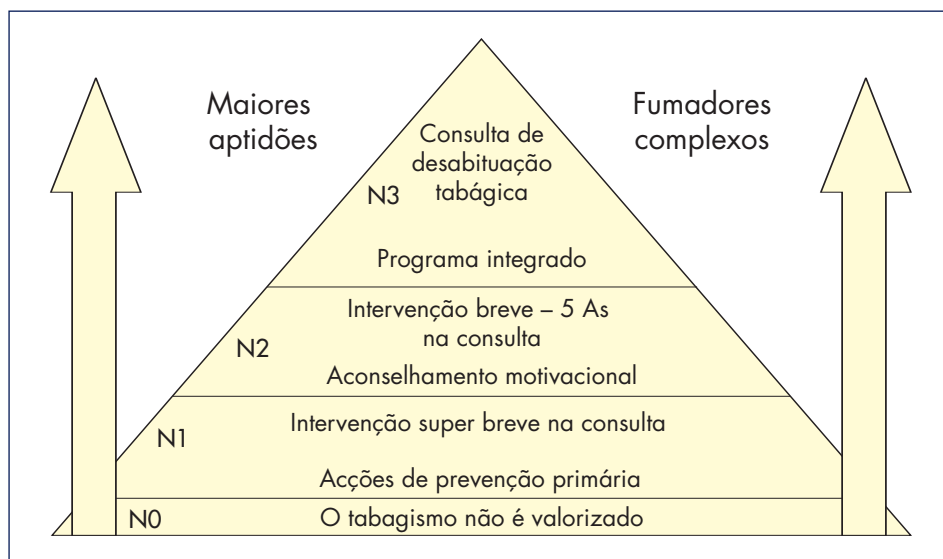 Maiores
aptidões
Fumadores
complexos
Consulta de
desabituação
tabágica
N3
Programa integrado
Intervenção breve – 5 As
na consulta
N2
Aconselhamento motivacional
Intervenção super breve na consulta
N1
Acções de prevenção primária
N0
O tabagismo não é valorizado